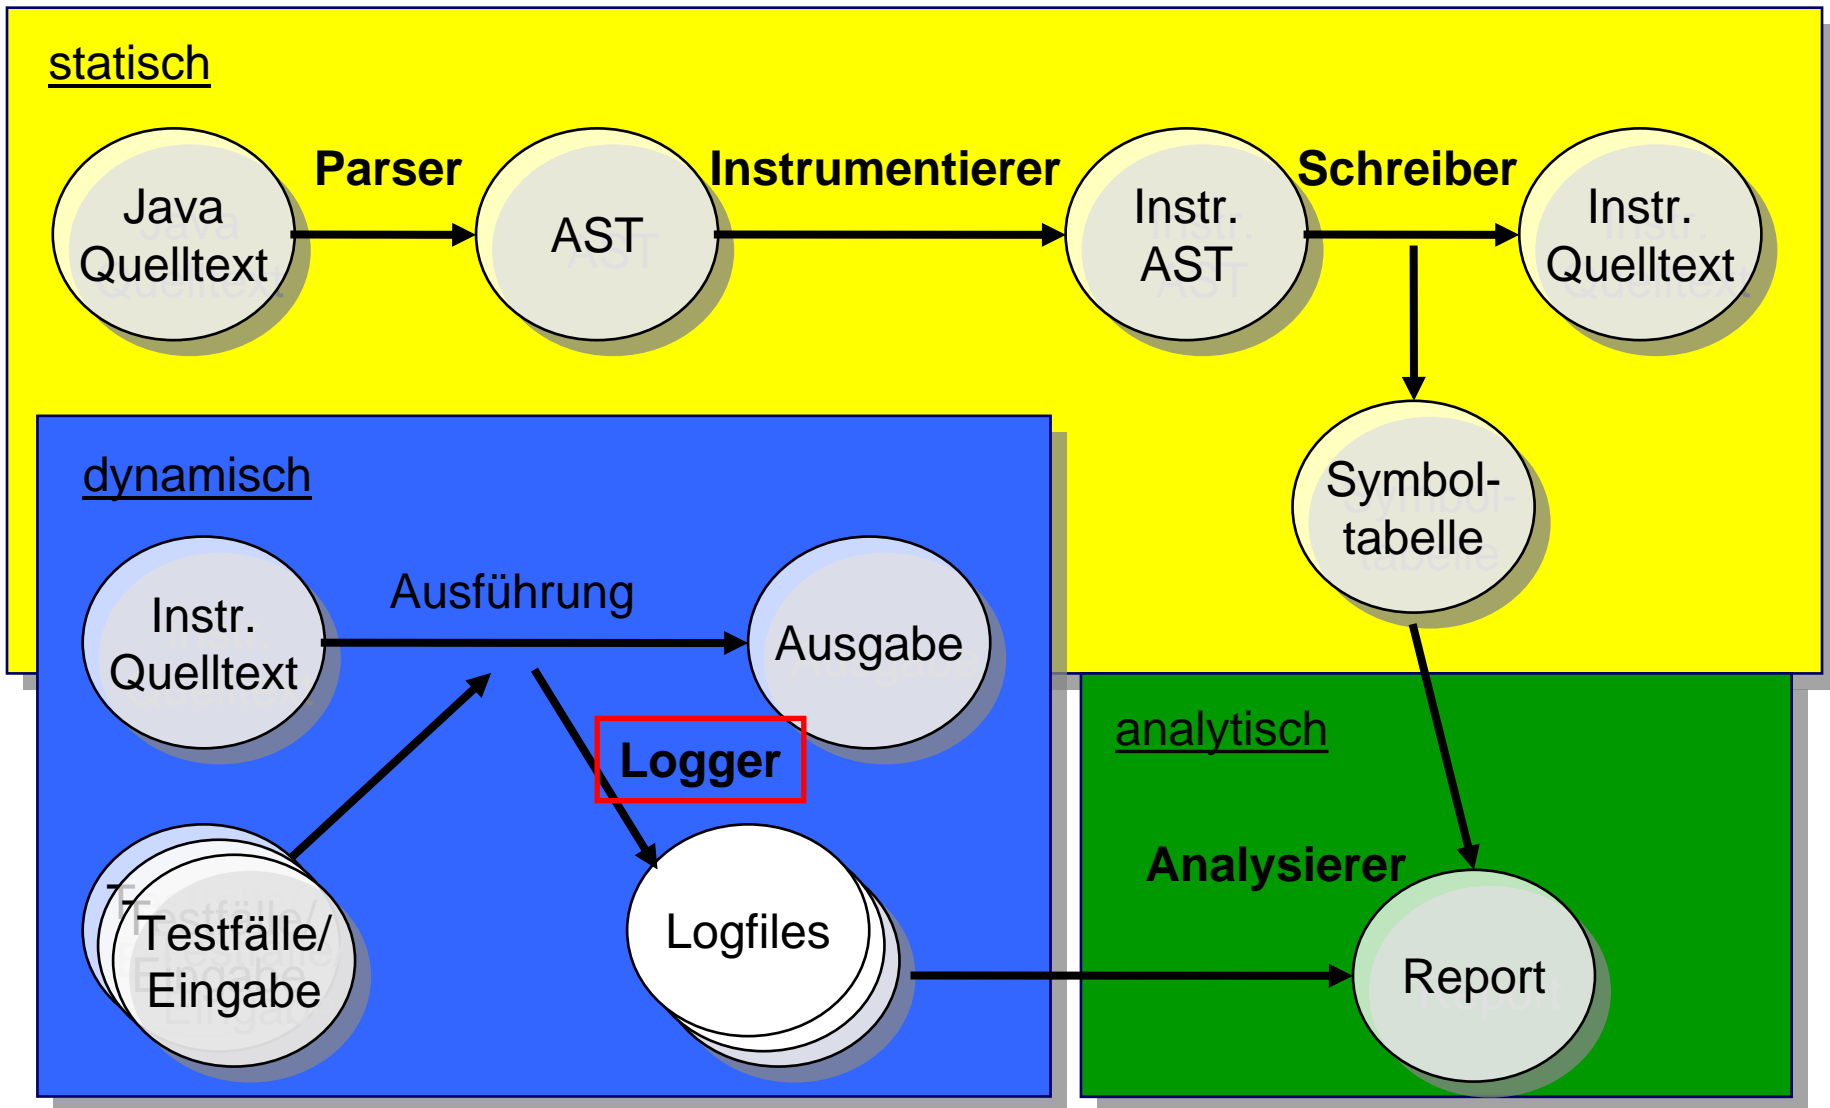 statisch
Parser
Instrumentierer
Schreiber
Java
Quelltext
AST
Instr.
AST
Instr.
Quelltext
Symbol-
tabelle
dynamisch
Ausführung
Instr.
Quelltext
Ausgabe
Logger
Testfälle/
Eingabe
Logfiles
analytisch
Analysierer
Report